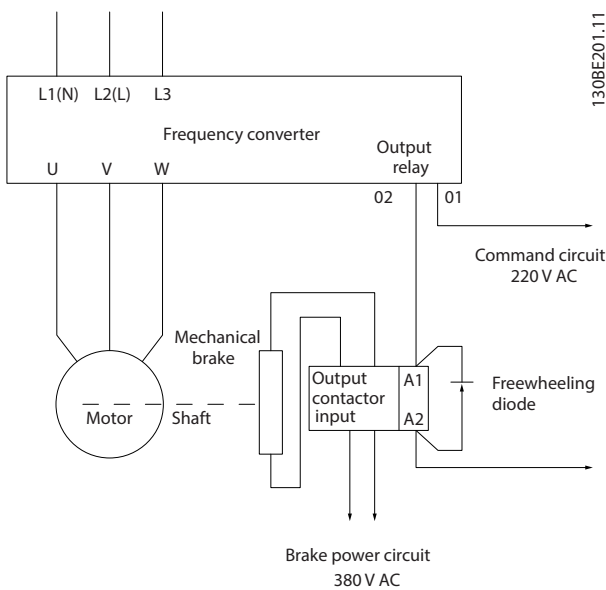 130BE201.11
L1(N) L2(L) L3
Frequency converter
Output
relay
U V W
02 01
Command circuit
220 V AC
Mechanical
brake
Output
contactor
input
A1
A2
Freewheeling
diode
Motor
Shaft
Brake power circuit
380 V AC